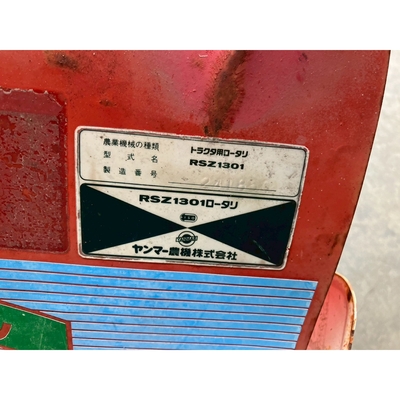 農業機械の種類 トラクタ用ロータリ
型式名 RSZ1301
製造番号
RSZ1301ロータリ
ヤンマー農機株式会社